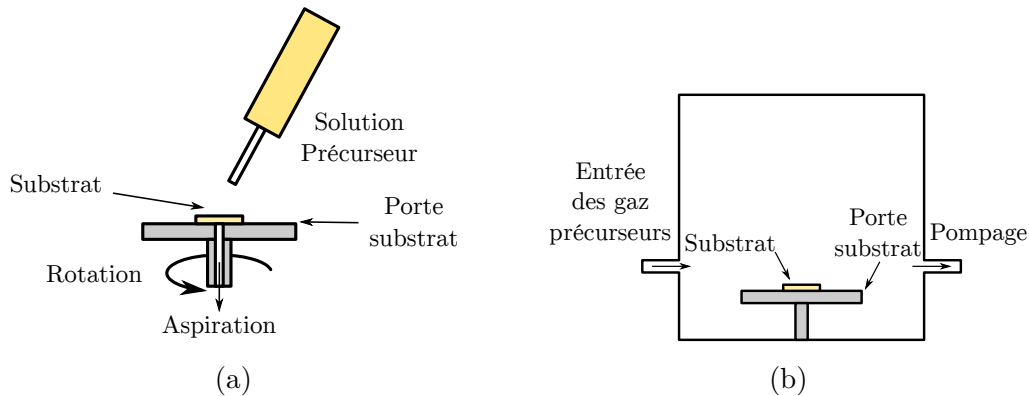 Solution
Précurseur
Substrat
Porte
substrat
Rotation
Aspiration
(a)
Entrée
des gaz
précurseurs
Substrat
Porte
substrat
Pompage
(b)